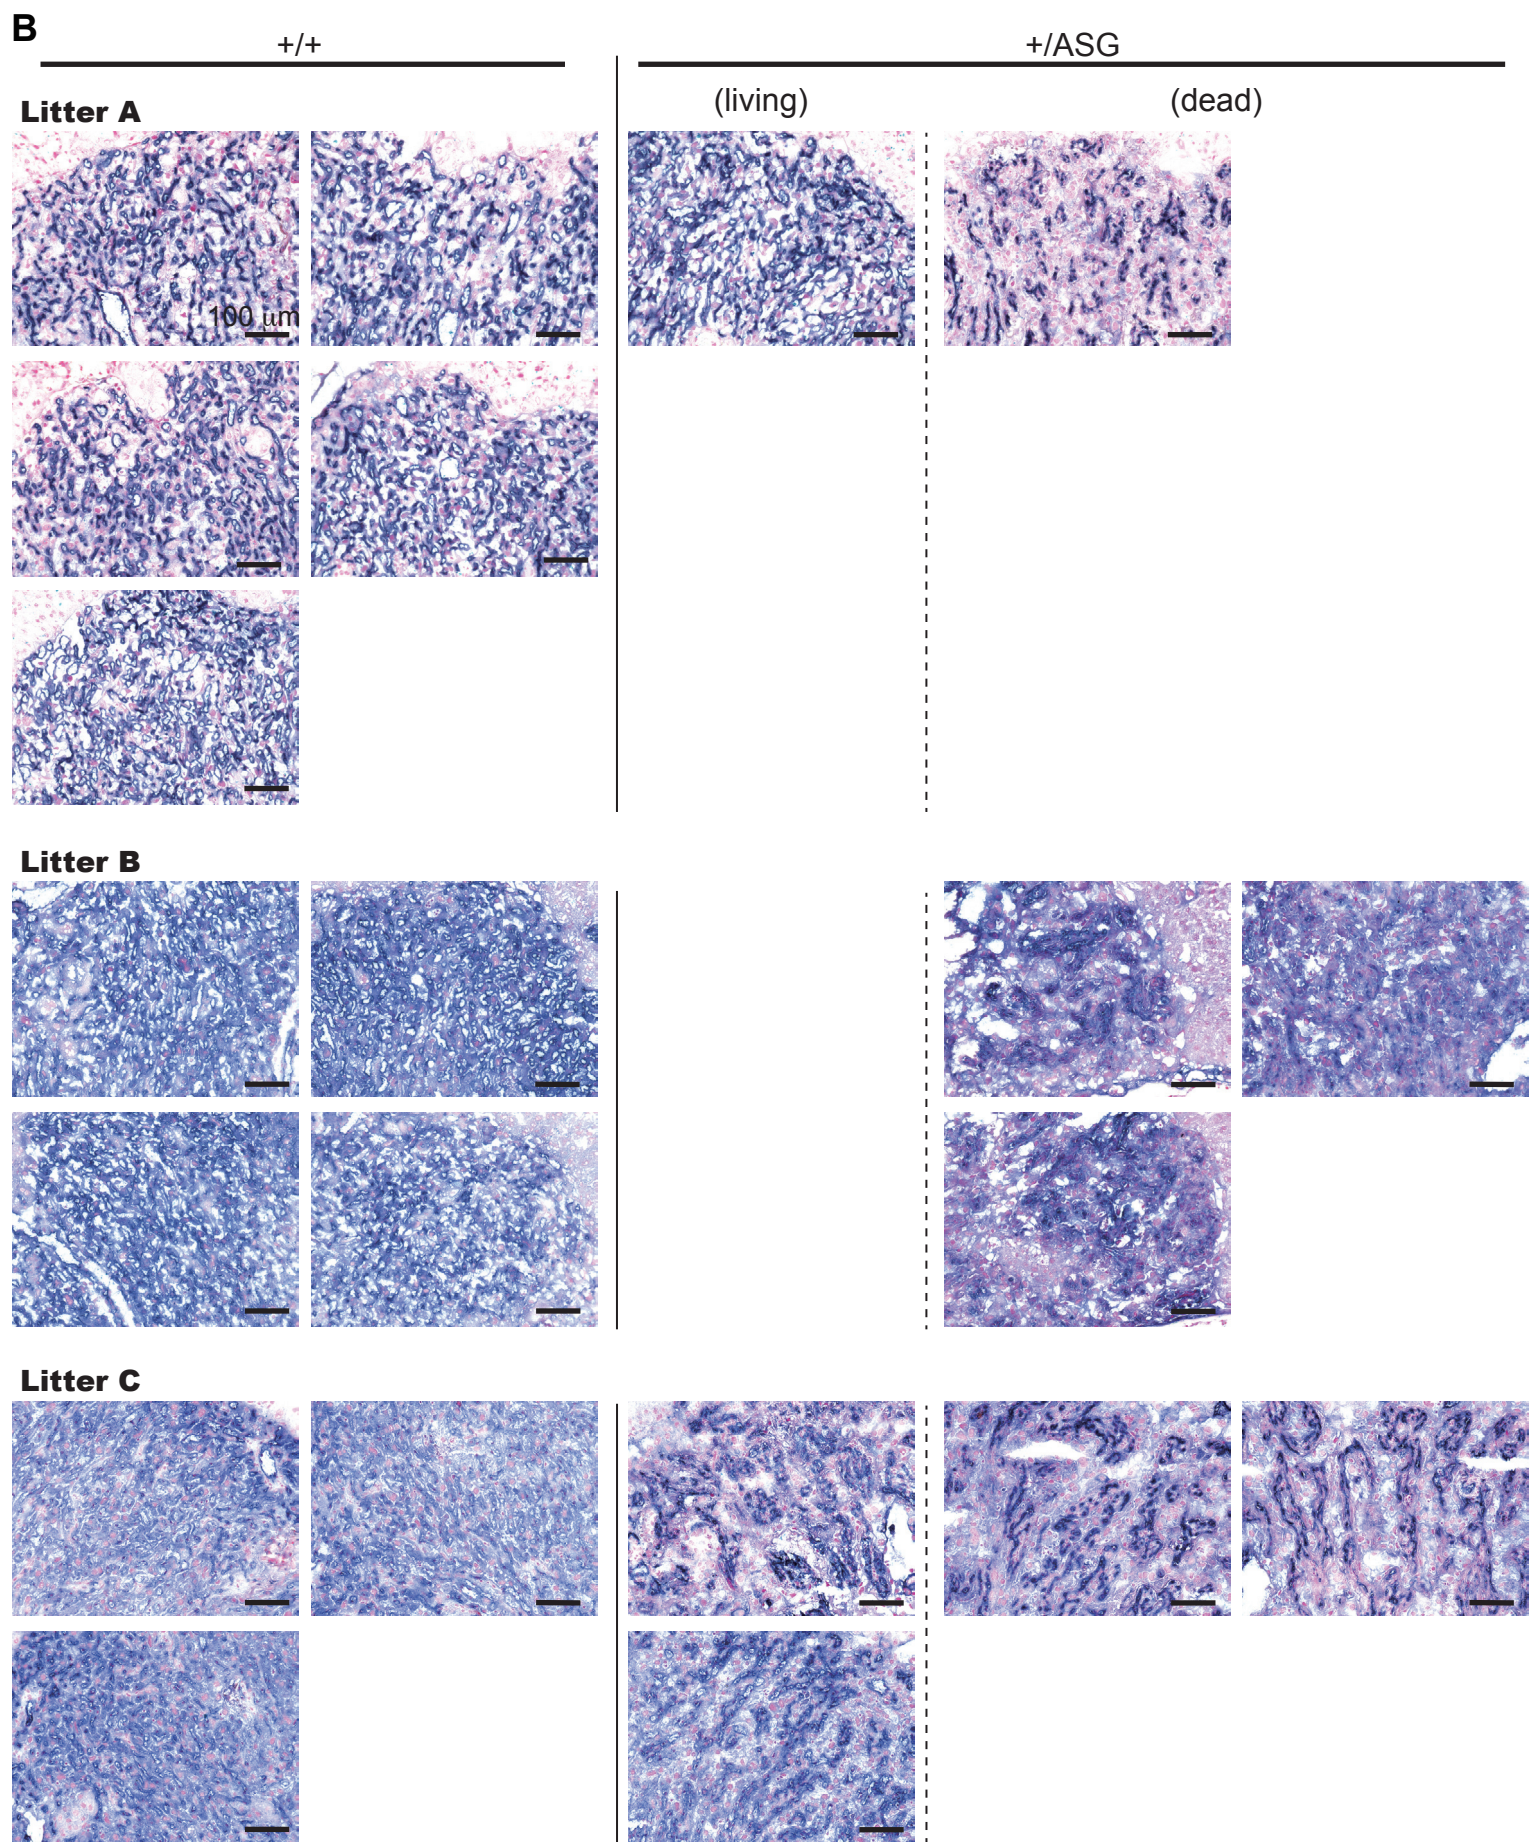 B
+/+
+/ASG
(living)
(dead)
Litter A
100 μm
Litter B
Litter C